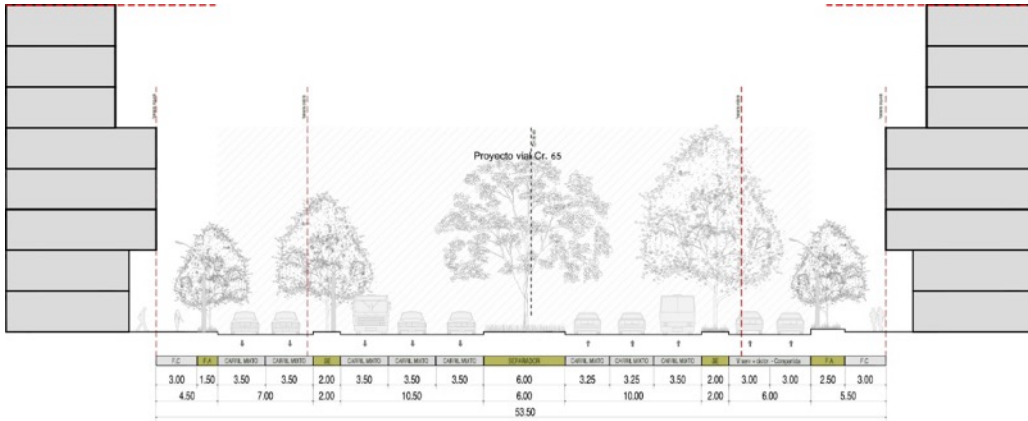 Proyecto vial Cr. 65
F.C F.A CARRIL MIXTO CARRIL MIXTO SE CARRIL MIXTO CARRIL MIXTO CARRIL MIXTO SEPARADOR CARRIL MIXTO CARRIL MIXTO CARRIL MIXTO SE F.A F.C
3.00 1.50 3.50 3.50 2.00 3.50 3.50 3.50 6.00 3.25 3.25 3.50 2.00 3.00 3.00 2.50 3.00
4.50 7.00 2.00 10.50 6.00 10.00 2.00 6.00 5.50
53.50